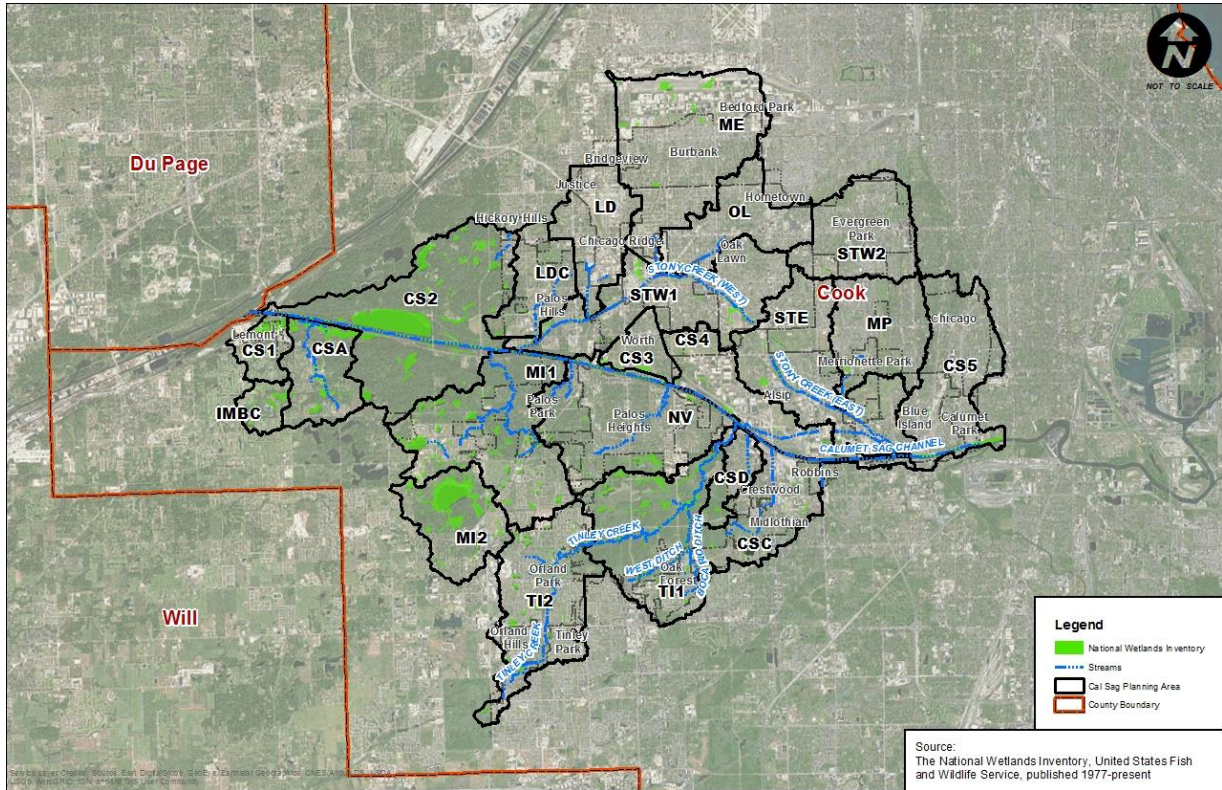 N
NOT TO SCALE
Du Page
Bedford Park
ME
Bridgeview
Burbank
Justice
LD
Hometown
OL
Hickory Hills
Evergreen
Park
STW2
Chicago Ridge
Oak
Lawn
LDC
STONY CREEK (WEST)
Palos
Hills
CS2
STW1
Cook
STE
MP
Chicago
Lemont
CS1
CSA
Worth
CS3
CS4
Merrionette Park
CS5
MI1
STONY CREEK (EAST)
IMBC
Palos
Park
Palos
Heights
NV
Alsip
Blue
Island
Calumet
Park
CALUMET SAG CHANNEL
Robbins
CSD
Crestwood
Midlothian
CSC
MI2
TINLEY CREEK
WEST DITCH
BOCA RIO DITCH
Orland
Park
Oak
Forest
TI1
TI2
Will
Orland
Hills
Tinley
Park
TINLEY CREEK
Legend
National Wetlands Inventory
Streams
Cal Sag Planning Area
County Boundary
Source:
The National Wetlands Inventory, United States Fish
and Wildlife Service, published 1977-present